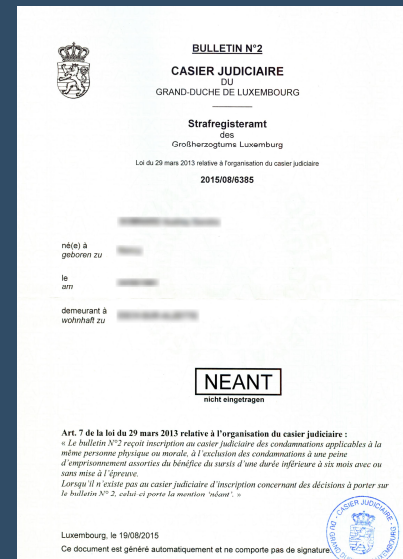 BULLETIN N°2
CASIER JUDICIAIRE
DU
GRAND-DUCHE DE LUXEMBOURG
Strafregisteramt
des
Großherzogtums Luxemburg
Loi du 29 mars 2013 relative à l'organisation du casier judiciaire
2015/08/6385
né(e) à
geboren zu
le
am
demeurant à
wohnhaft zu
NEANT
nicht eingetragen
Art. 7 de la loi du 29 mars 2013 relative à l'organisation du casier judiciaire :
« Le bulletin N°2 reçoit inscription au casier judiciaire des condamnations applicables à la
même personne physique ou morale, à l'exclusion des condamnations à une peine
d'emprisonnement assorties du bénéfice du sursis d'une durée inférieure à six mois avec ou
sans mise à l'épreuve.
Lorsqu'il n'existe pas au casier judiciaire d'inscription concernant des décisions à porter sur
le bulletin N° 2, celui-ci porte la mention 'néant'. »
Luxembourg, le 19/08/2015
Ce document est généré automatiquement et ne comporte pas de signature.
CASIER JUDICIAIRE